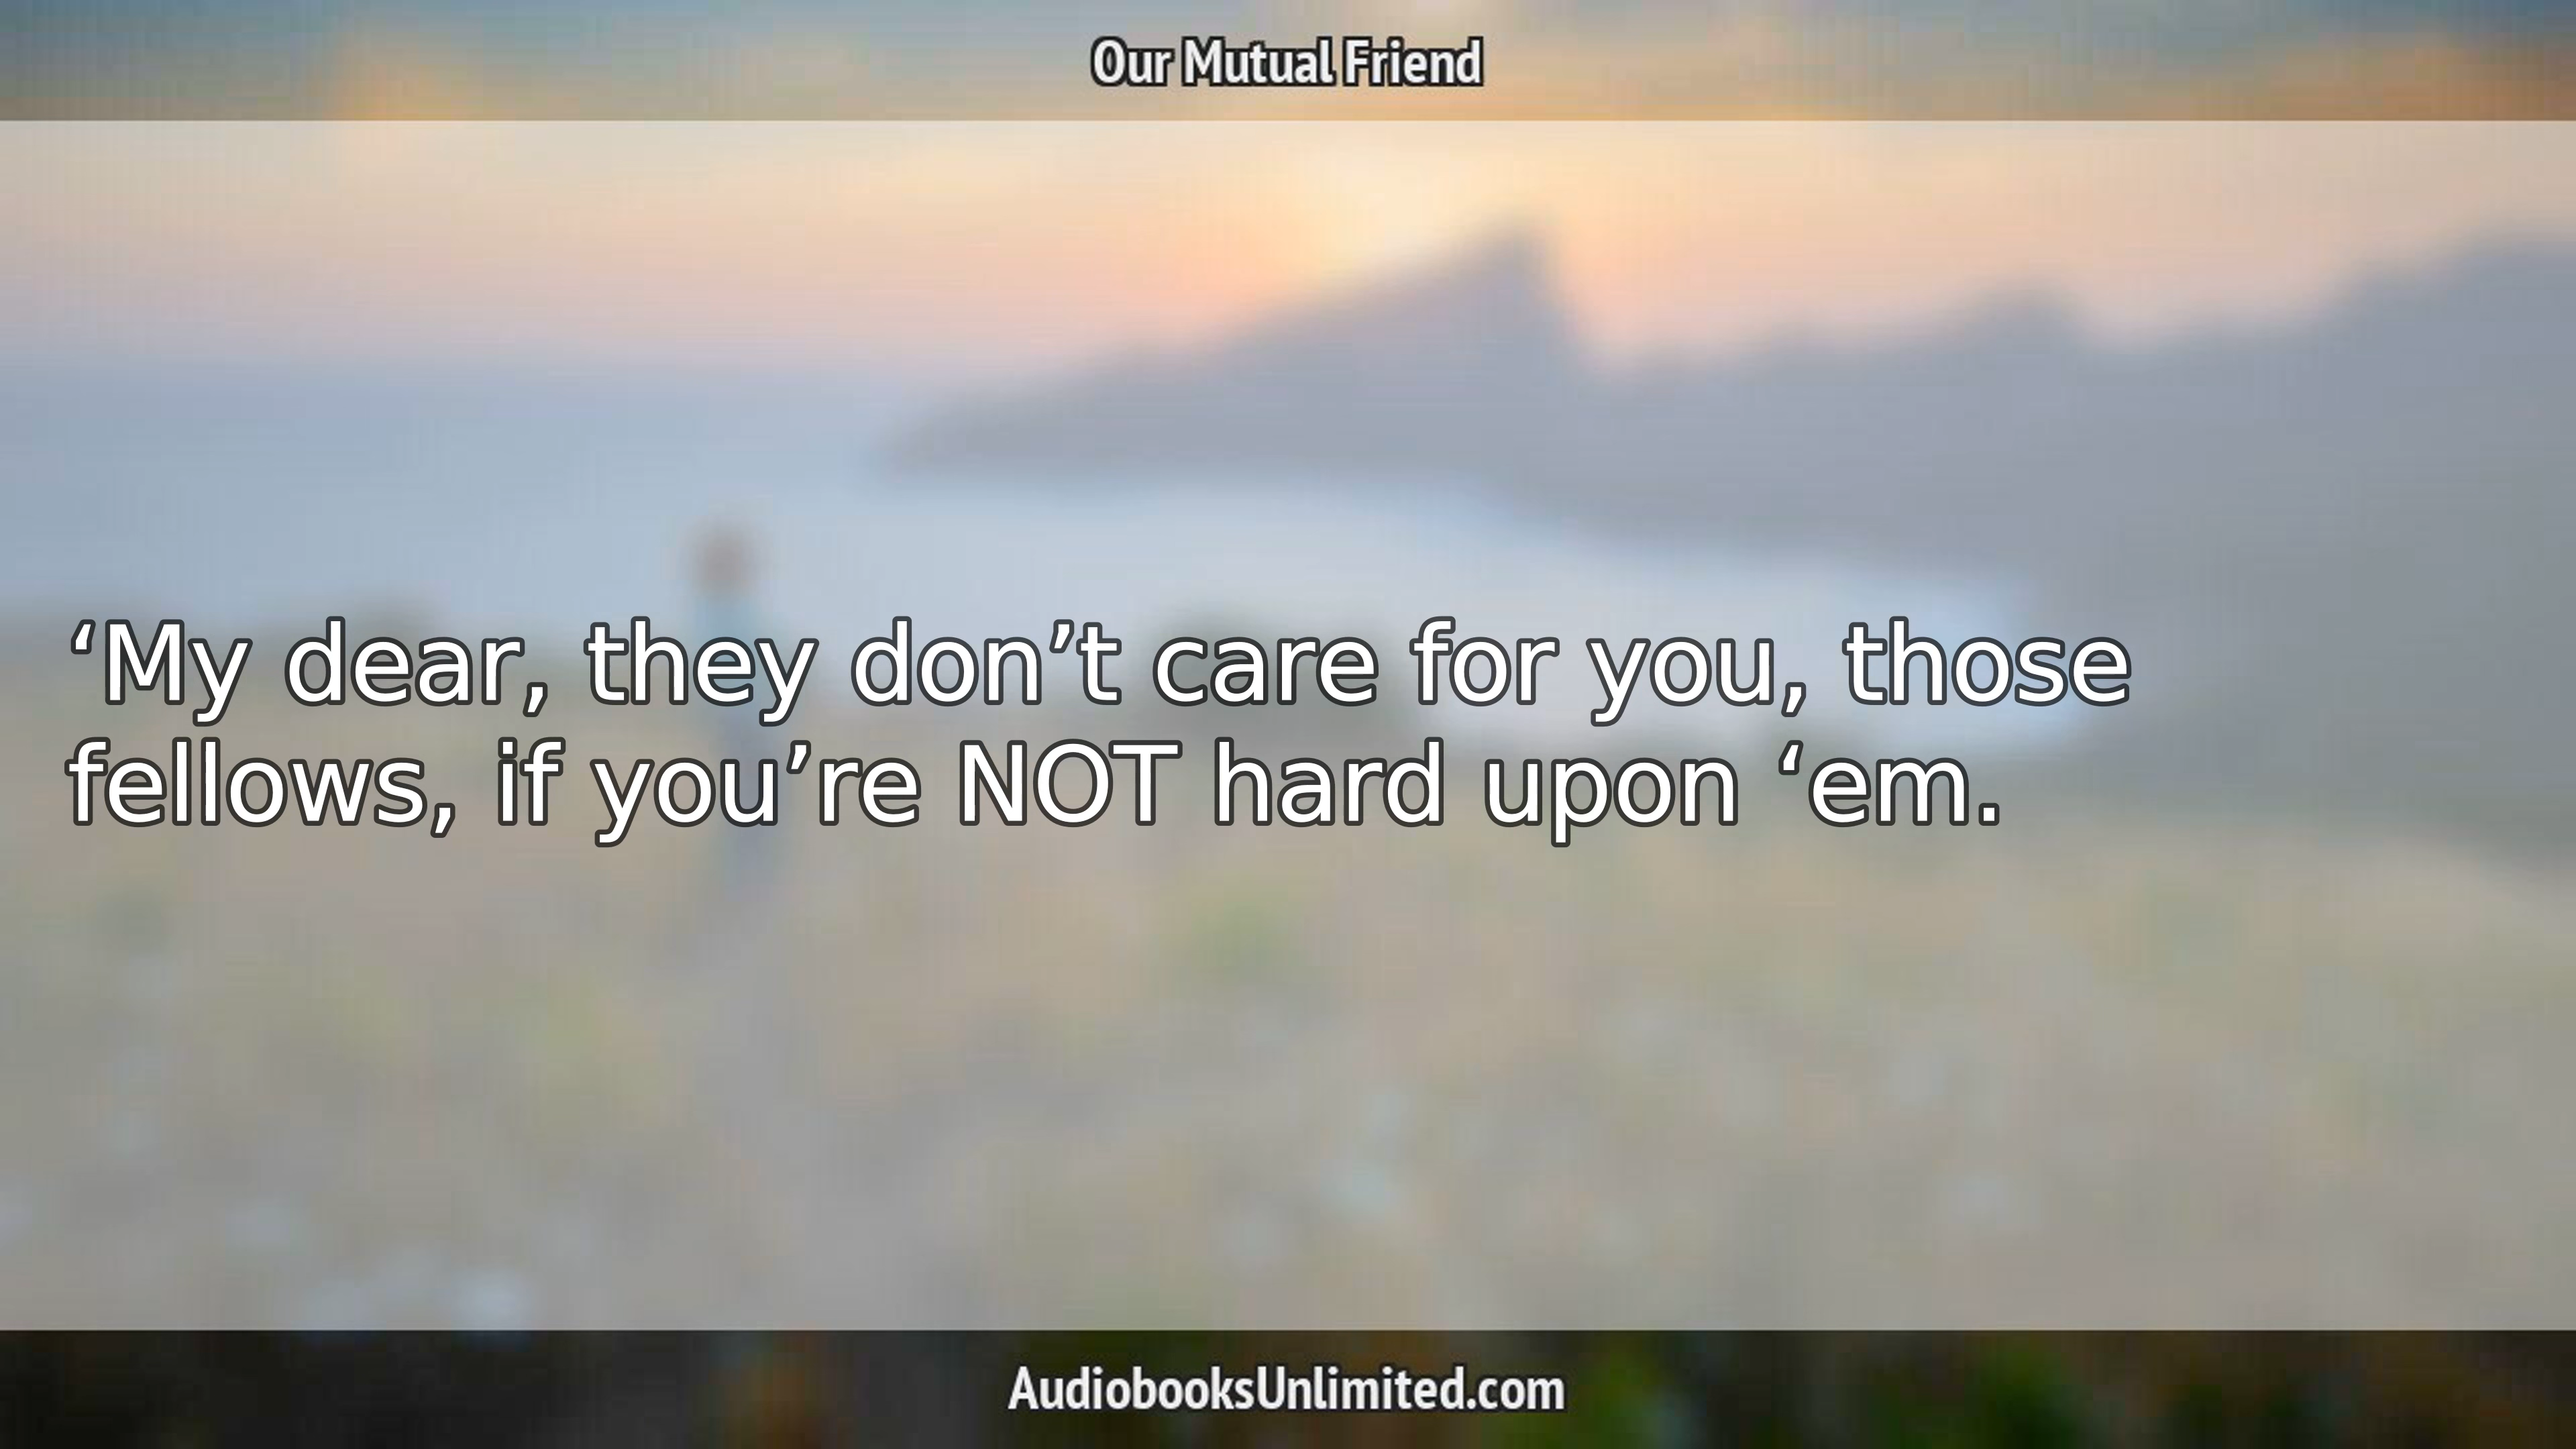 Our Mutual Friend
‘My dear, they don’t care for you, those
fellows, if you’re NOT hard upon ‘em.
AudiobooksUnlimited.com